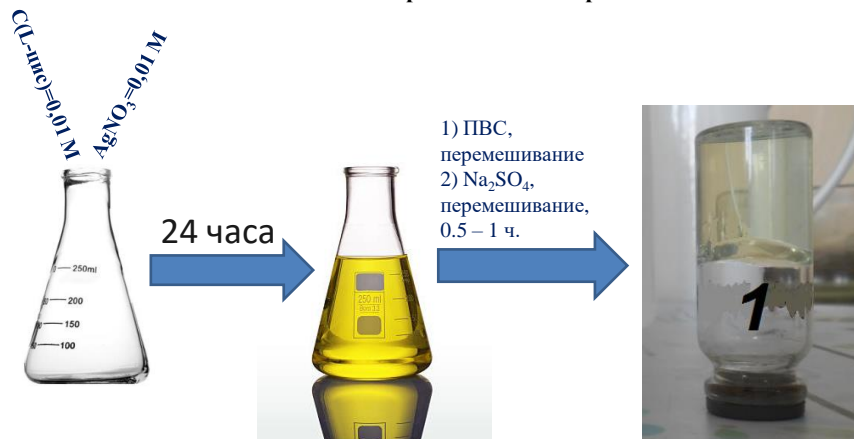 С(L-цис)=0,01 М
AgNO₃=0,01 М
250ml
200
150
100
24 часа
250 ml
1) ПВС,
перемешивание
2) Na₂SO₄,
перемешивание,
0.5 – 1 ч.
1